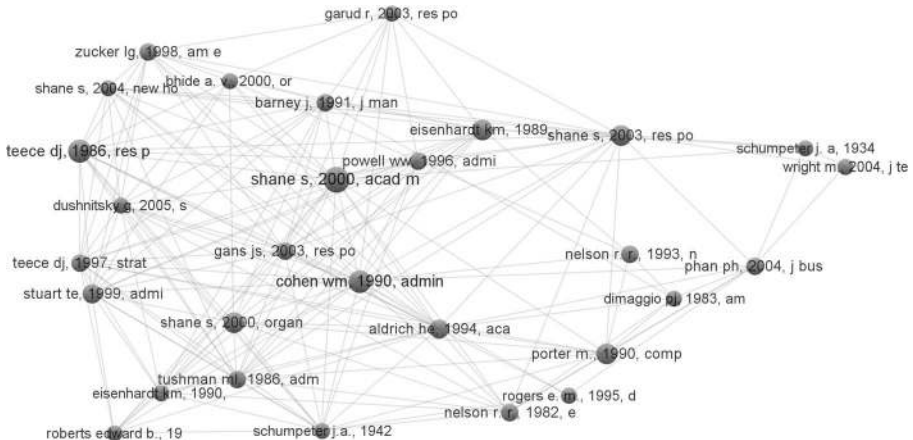 garud r, 2003, res po
zucker lg, 1998, am e
bhide a. v., 2000, or
shane s, 2004, new ho
barney j, 1991, j man
eisenhardt km, 1989,
shane s, 2003, res po
teece dj, 1986, res p
schumpeter j. a, 1934
powell ww, 1996, admi
wright m., 2004, j te
shane s, 2000, acad m
dushnitsky g, 2005, s
gans js, 2003, res po
nelson r. r., 1993, n
teece dj, 1997, strat
phan ph, 2004, j bus
cohen wm, 1990, admin
stuart te, 1999, admi
dimaggio pj, 1983, am
shane s, 2000, organ
aldrich he, 1994, aca
porter m., 1990, comp
tushman ml, 1986, adm
eisenhardt km, 1990,
rogers e. m., 1995, d
nelson r. r., 1982, e
roberts edward b., 19
schumpeter j.a., 1942